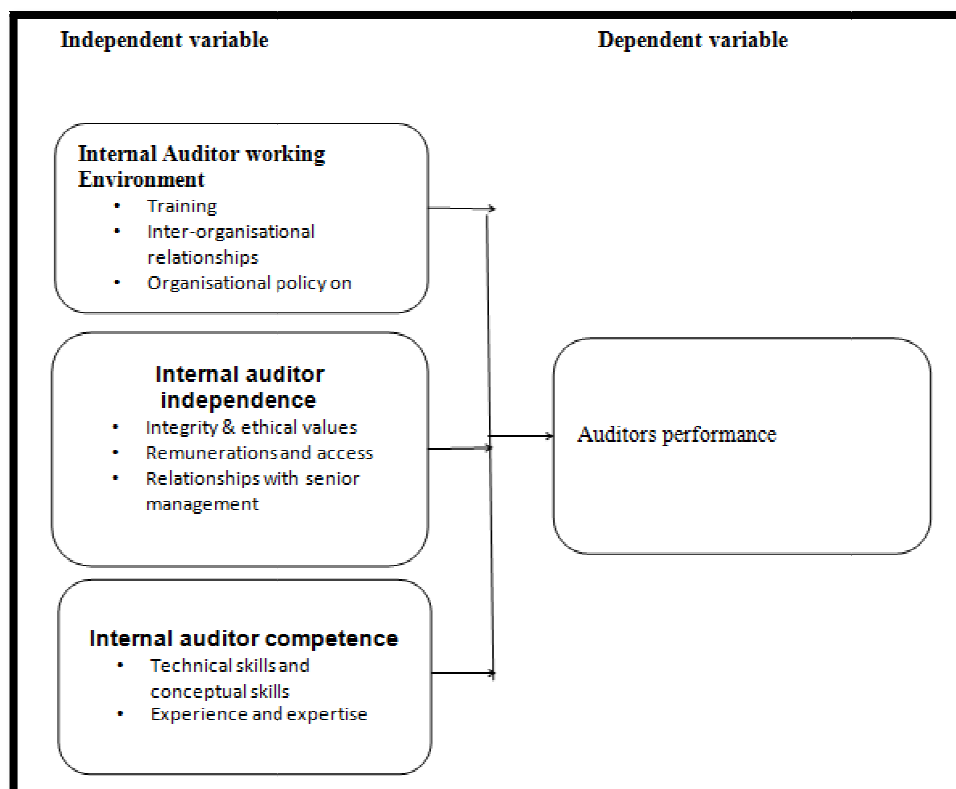 Independent variable
Dependent variable
Internal Auditor working
Environment
• Training
• Inter-organisational
relationships
• Organisational policy on
Internal auditor
independence
• Integrity & ethical values
• Remunerations and access
• Relationships with senior
management
Auditors performance
Internal auditor competence
• Technical skills and
conceptual skills
• Experience and expertise